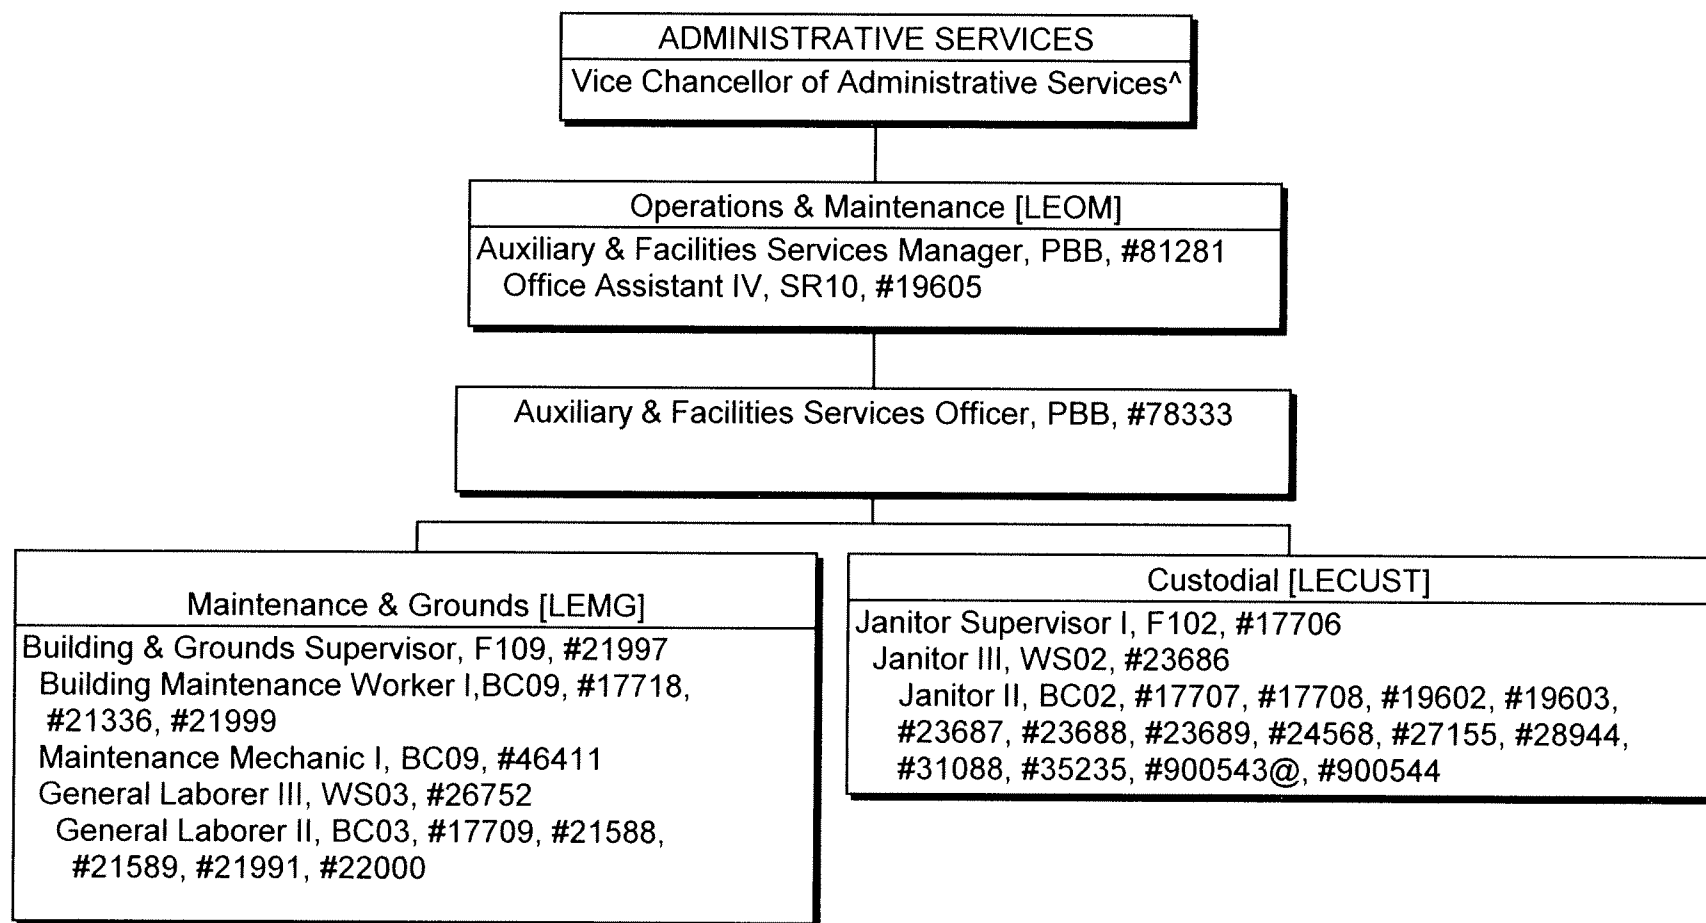 ADMINISTRATIVE SERVICES
Vice Chancellor of Administrative Services^
Operations & Maintenance [LEOM]
Auxiliary & Facilities Services Manager, PBB, #81281
Office Assistant IV, SR10, #19605
Auxiliary & Facilities Services Officer, PBB, #78333
Maintenance & Grounds [LEMG]
Building & Grounds Supervisor, F109, #21997
Building Maintenance Worker I,BC09, #17718,
#21336, #21999
Maintenance Mechanic I, BC09, #46411
General Laborer III, WS03, #26752
General Laborer II, BC03, #17709, #21588,
#21589, #21991, #22000
Custodial [LECUST]
Janitor Supervisor I, F102, #17706
Janitor III, WS02, #23686
Janitor II, BC02, #17707, #17708, #19602, #19603,
#23687, #23688, #23689, #24568, #27155, #28944,
#31088, #35235, #900543@, #900544